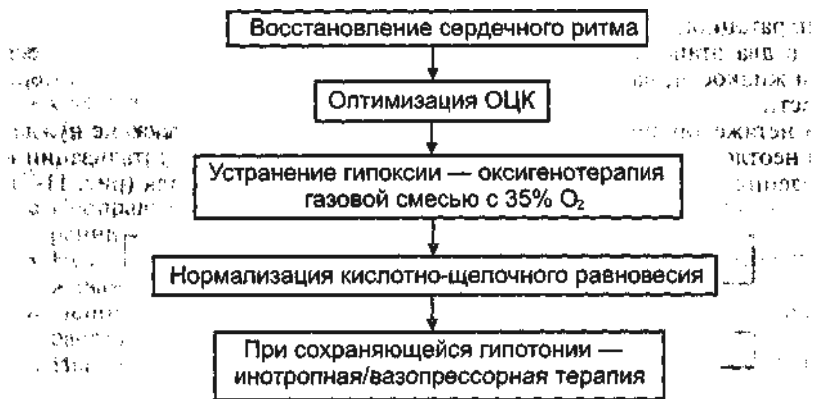 Восстановление сердечного ритма
Оптимизация ОЦК
Устранение гипоксии — оксигенотерапия
газовой смесью с 35% O₂
Нормализация кислотно-щелочного равновесия
При сохраняющейся гипотонии —
инотропная/вазопрессорная терапия